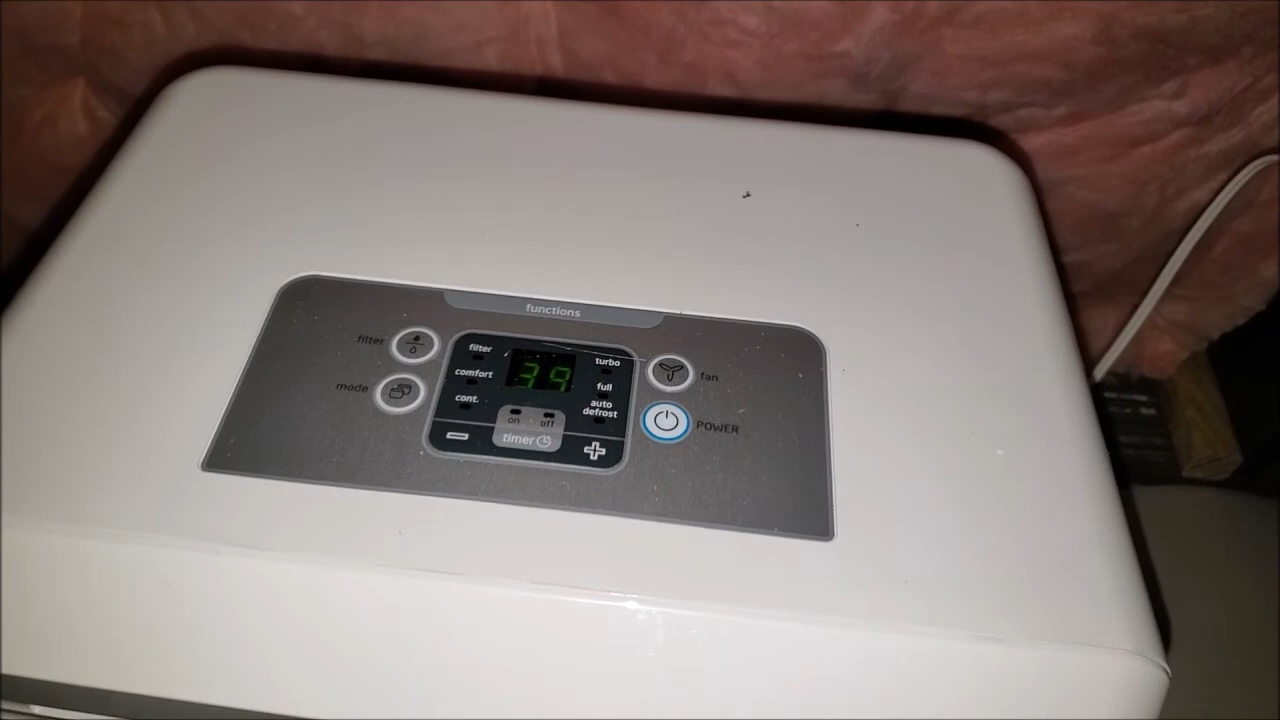 functions
filter
mode
filter
comfort
cont.
39
turbo
full
auto
defrost
on off
timer
fan
POWER